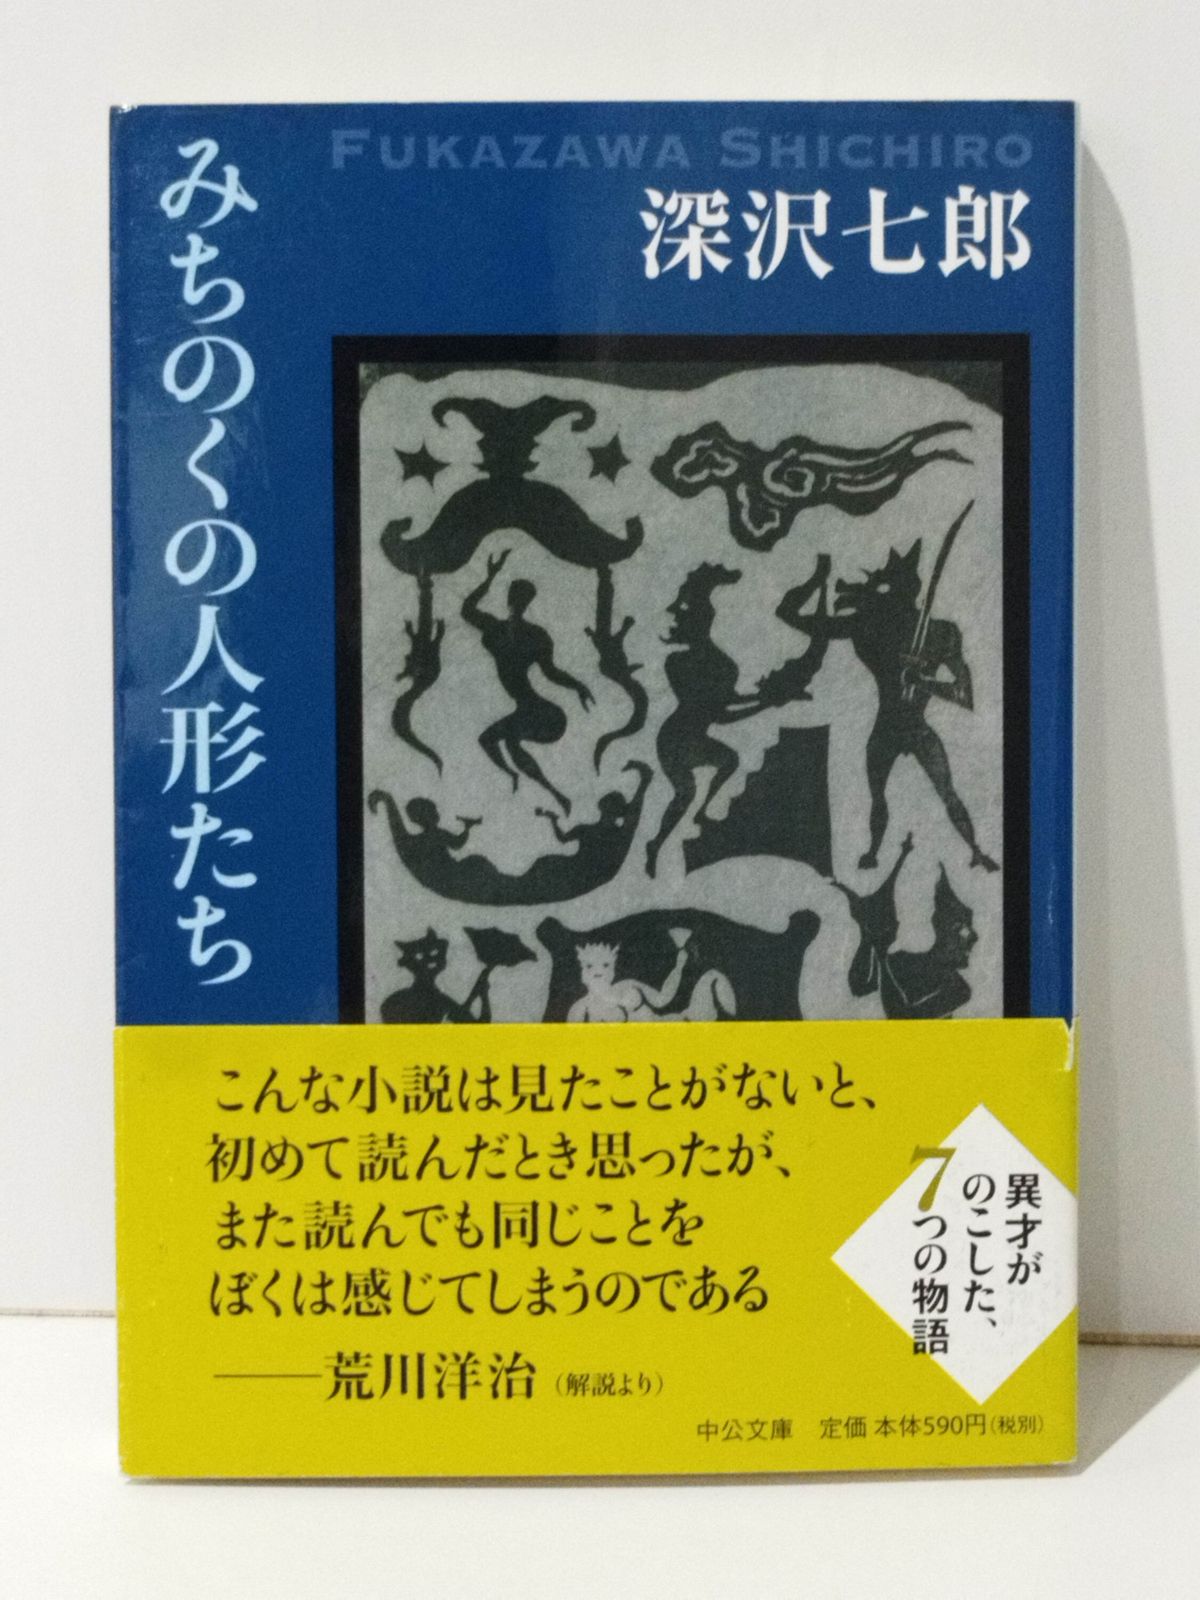 FUKAZAWA SHICHIRO
深沢七郎
みちのくの人形たち
こんな小説は見たことがないと、
初めて読んだとき思ったが、
また読んでも同じことを
ぼくは感じてしまうのである
――荒川洋治（解説より）
異才が
のこした、
7つの物語
中公文庫　定価 本体590円（税別）